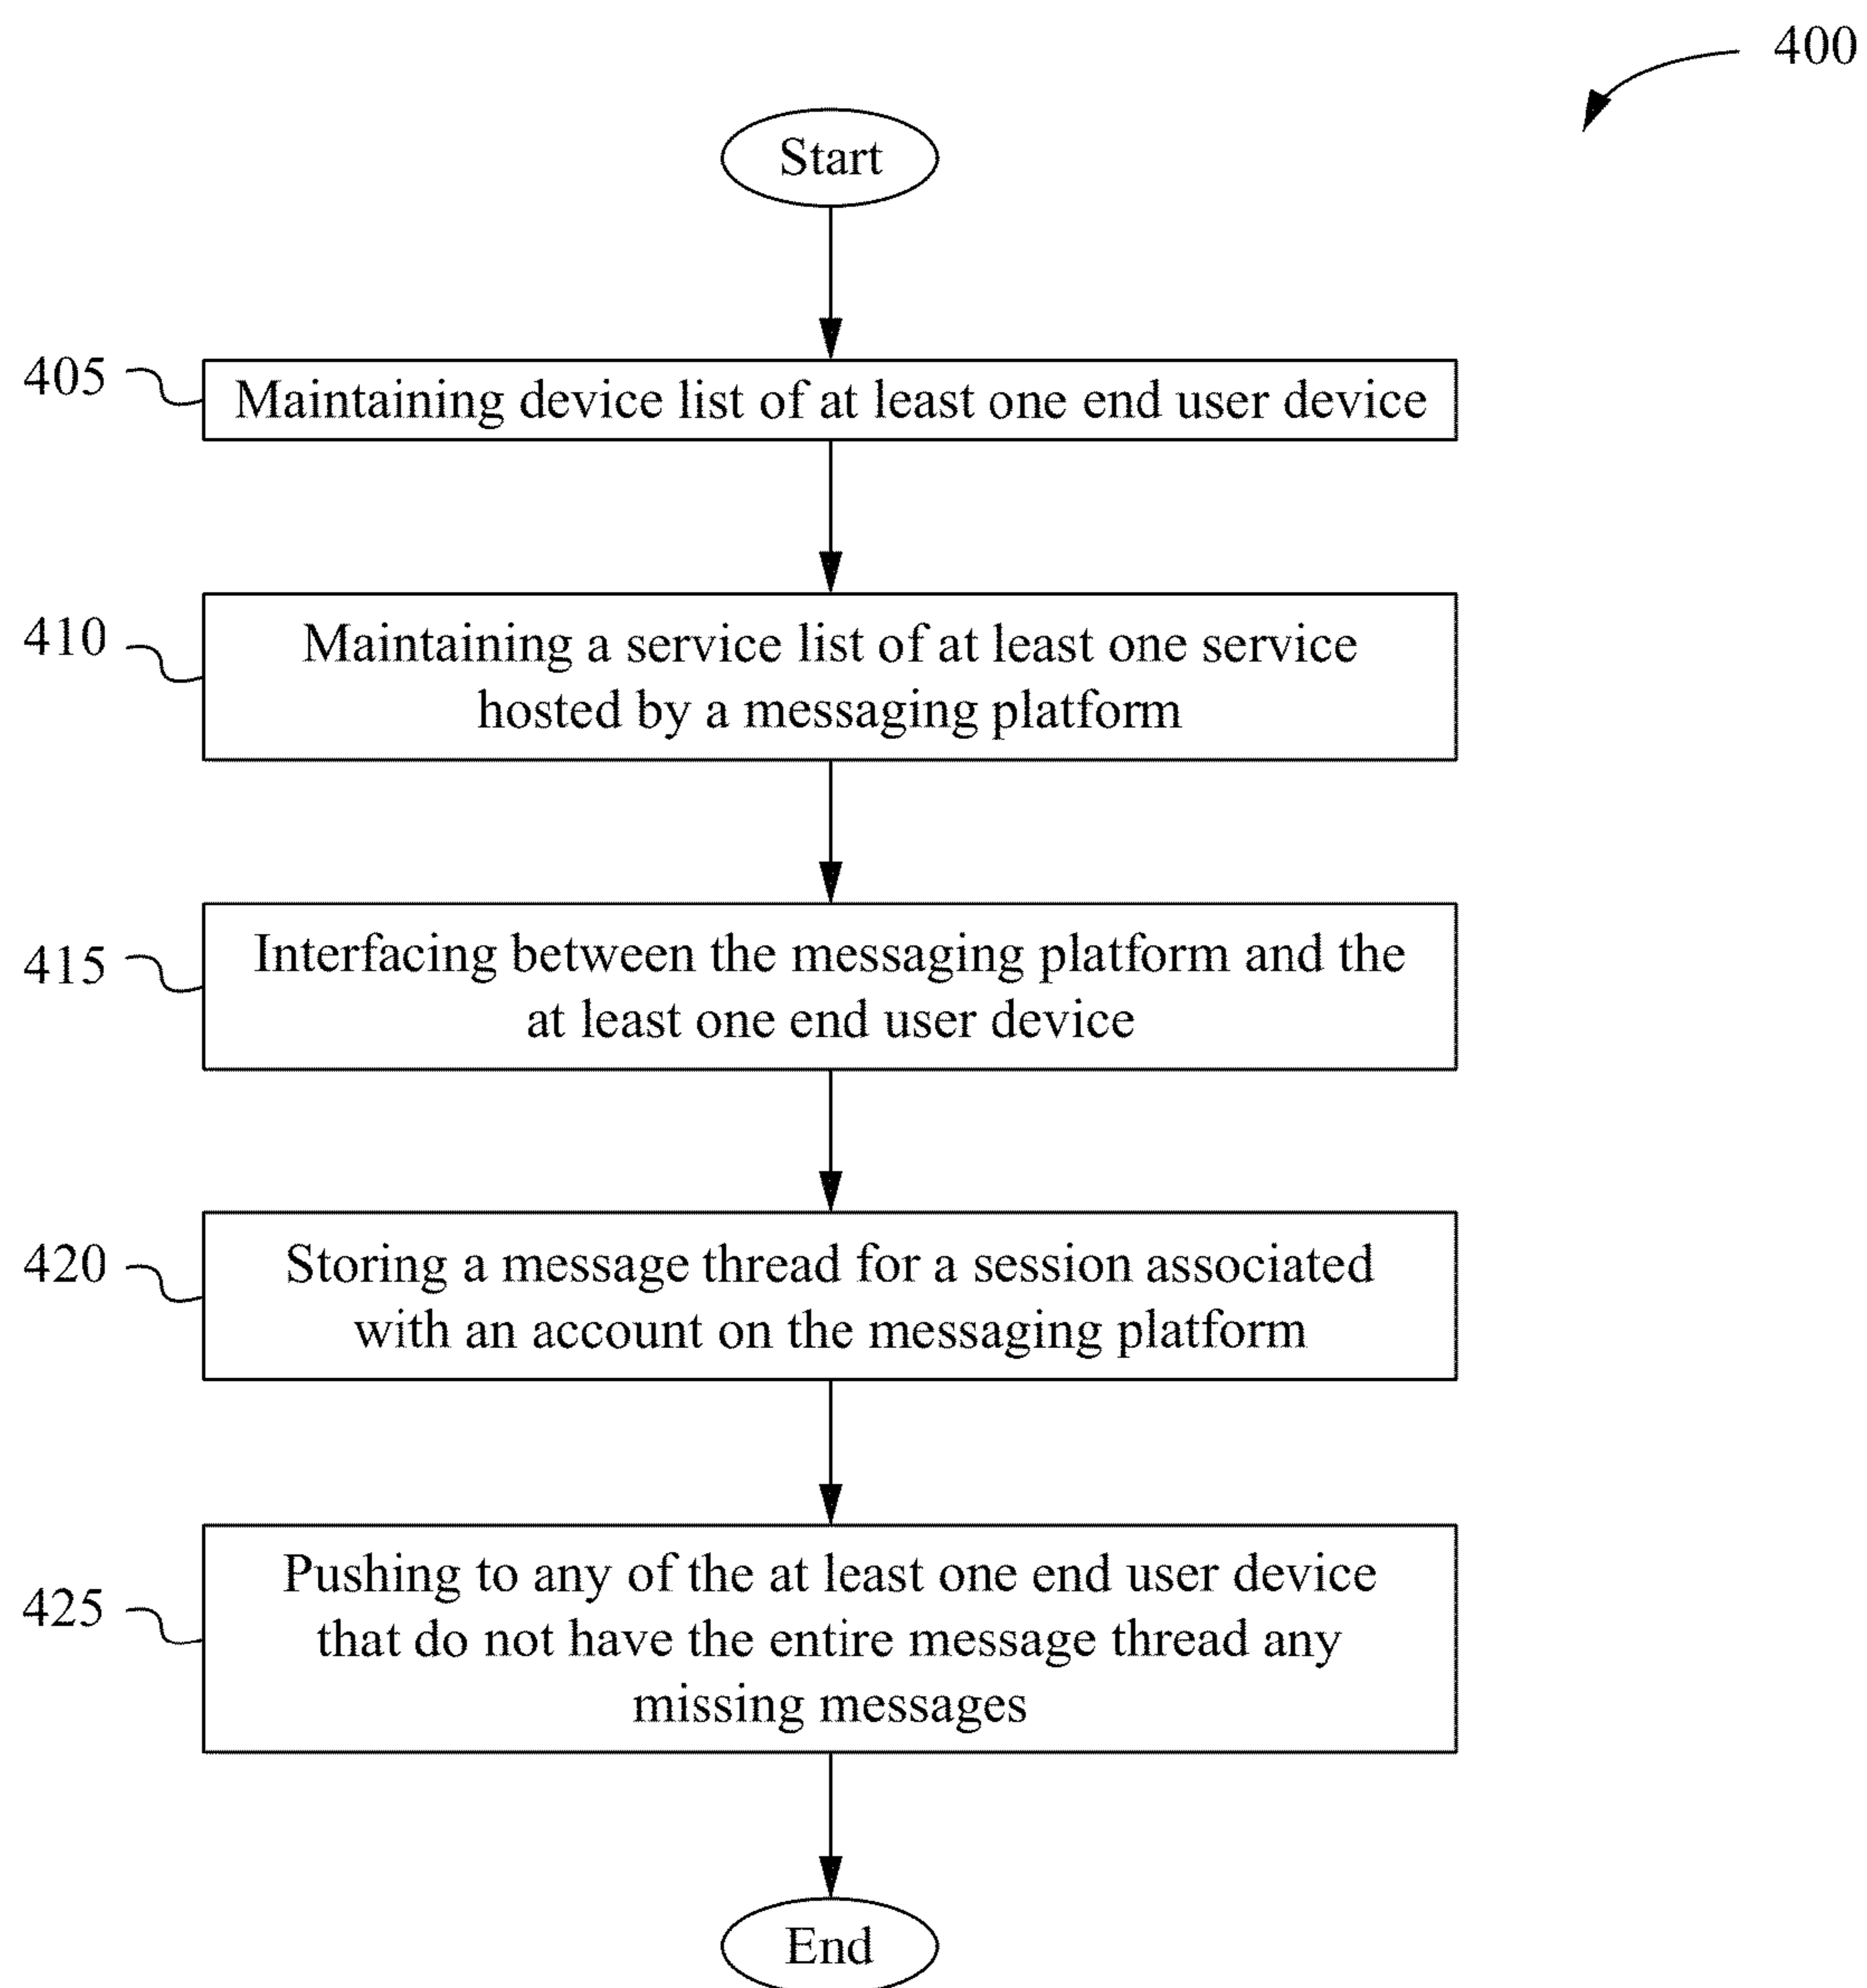 400
Start
405
Maintaining device list of at least one end user device
410
Maintaining a service list of at least one service
hosted by a messaging platform
415
Interfacing between the messaging platform and the
at least one end user device
420
Storing a message thread for a session associated
with an account on the messaging platform
425
Pushing to any of the at least one end user device
that do not have the entire message thread any
missing messages
End